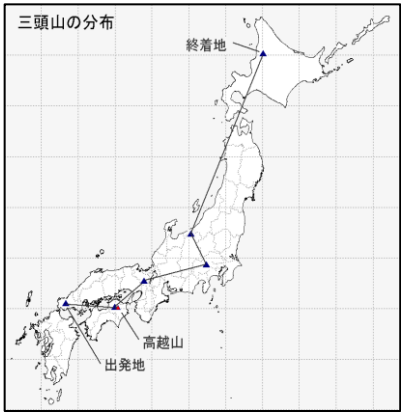 三頭山の分布
終着地
高越山
出発地